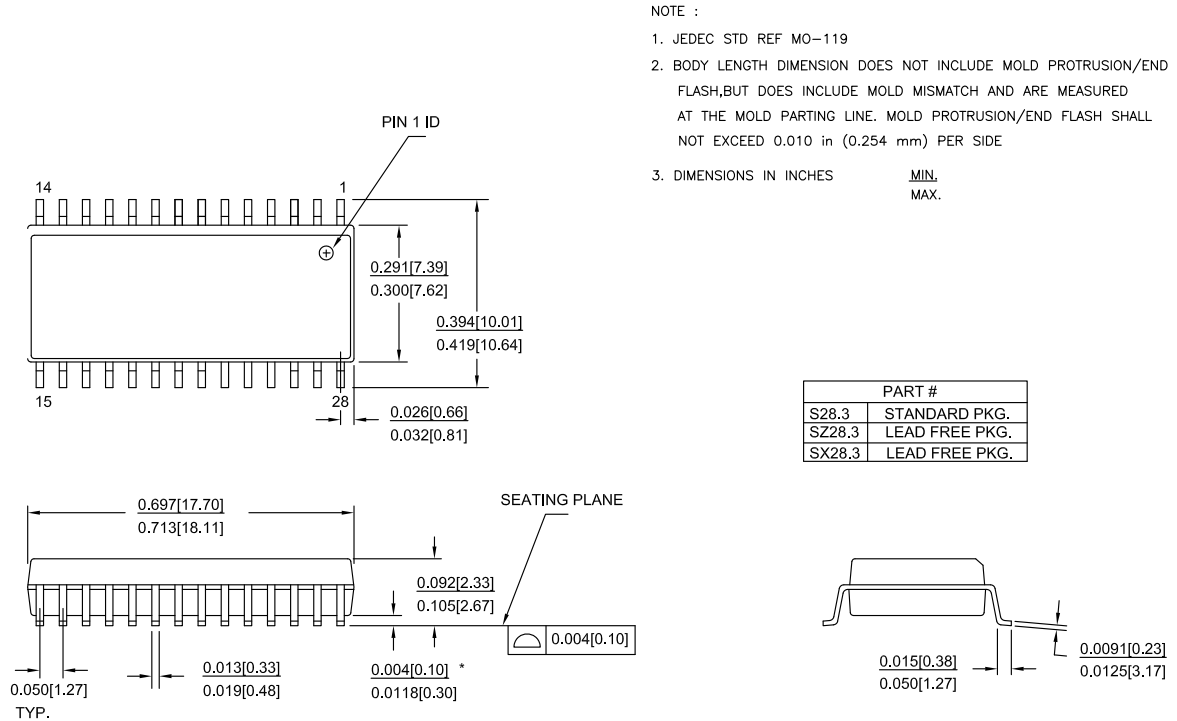 NOTE :
1. JEDEC STD REF MO-119
2. BODY LENGTH DIMENSION DOES NOT INCLUDE MOLD PROTRUSION/END
FLASH,BUT DOES INCLUDE MOLD MISMATCH AND ARE MEASURED
AT THE MOLD PARTING LINE. MOLD PROTRUSION/END FLASH SHALL
NOT EXCEED 0.010 in (0.254 mm) PER SIDE
3. DIMENSIONS IN INCHES MIN.
MAX.
PIN 1 ID
14 1
0.291[7.39]
0.300[7.62]
0.394[10.01]
0.419[10.64]
15 28
0.026[0.66]
0.032[0.81]
PART #
S28.3 STANDARD PKG.
SZ28.3 LEAD FREE PKG.
SX28.3 LEAD FREE PKG.
0.697[17.70]
0.713[18.11]
SEATING PLANE
0.092[2.33]
0.105[2.67]
0.004[0.10]
0.050[1.27]
TYP.
0.013[0.33]
0.019[0.48]
0.004[0.10] *
0.0118[0.30]
0.015[0.38]
0.050[1.27]
0.0091[0.23]
0.0125[3.17]